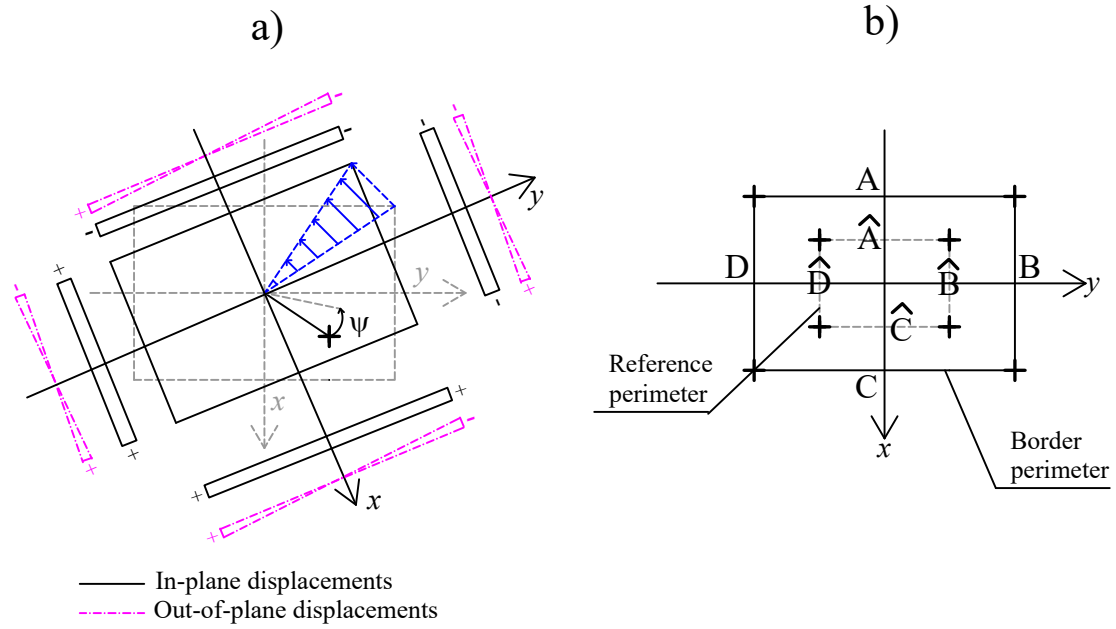 a)
b)
-
-
-
-
y
+
-
+
y
ψ
-
x
+
+
+
-
-
+
+
x
+
+
In-plane displacements
Out-of-plane displacements
A
Â
D
D̂
B̂
B
y
Ĉ
C
x
Reference
perimeter
Border
perimeter